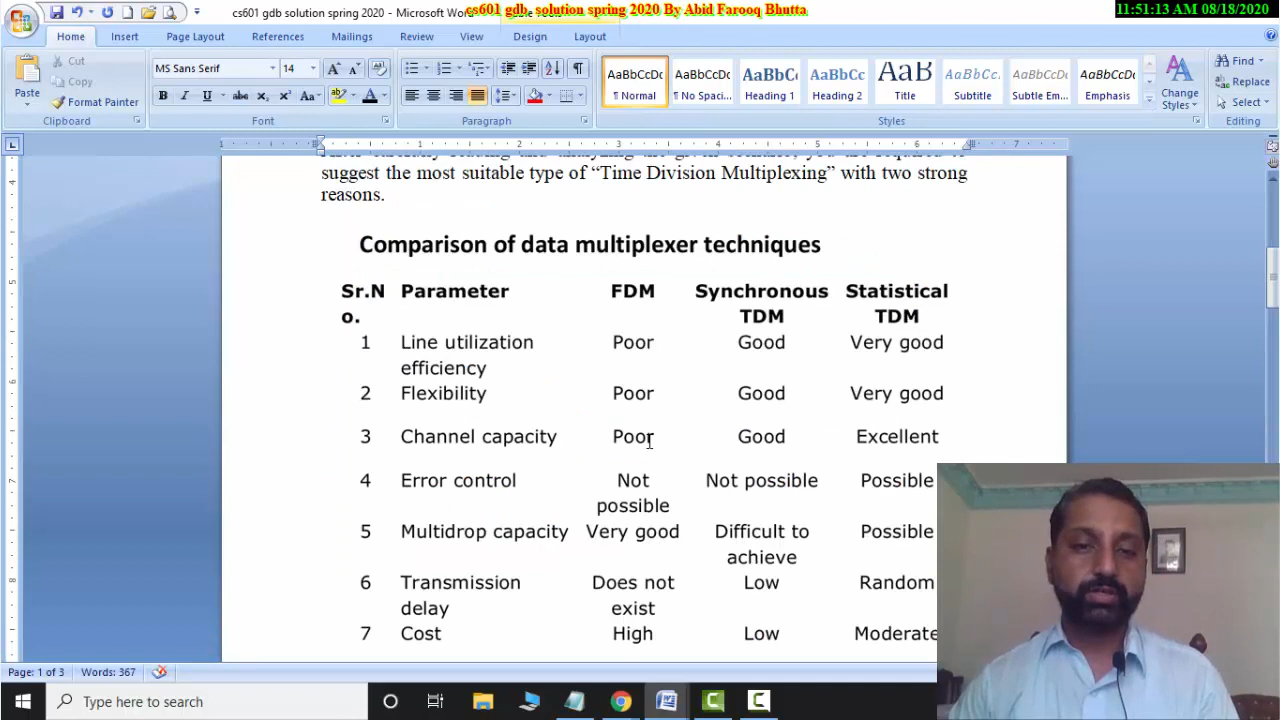 cs601 gdb solution spring 2020 - Microsoft Word
cs601 gdb, solution spring 2020 By Abid Farooq Bhutta
11:51:13 AM 08/18/2020
Home Insert Page Layout References Mailings Review View Design Layout
Paste
Cut
Copy
Format Painter
Clipboard
MS Sans Serif 14
Font
Paragraph
AaBbCcDc AaBbCcDc AaBbCc AaBbCc AaB AaBbCc. AaBbCcDc AaBbCcDc
¶ Normal ¶ No Spaci... Heading 1 Heading 2 Title Subtitle Subtle Em... Emphasis
Change
Styles
Styles
Find
Replace
Select
Editing
suggest the most suitable type of “Time Division Multiplexing” with two strong
reasons.
Comparison of data multiplexer techniques
Sr.N Parameter FDM Synchronous Statistical
o. TDM TDM
1 Line utilization Poor Good Very good
efficiency
2 Flexibility Poor Good Very good
3 Channel capacity Poor Good Excellent
4 Error control Not Not possible Possible
possible
5 Multidrop capacity Very good Difficult to Possible
achieve
6 Transmission Does not Low Random
delay exist
7 Cost High Low Moderate
Page: 1 of 3 Words: 367
Type here to search